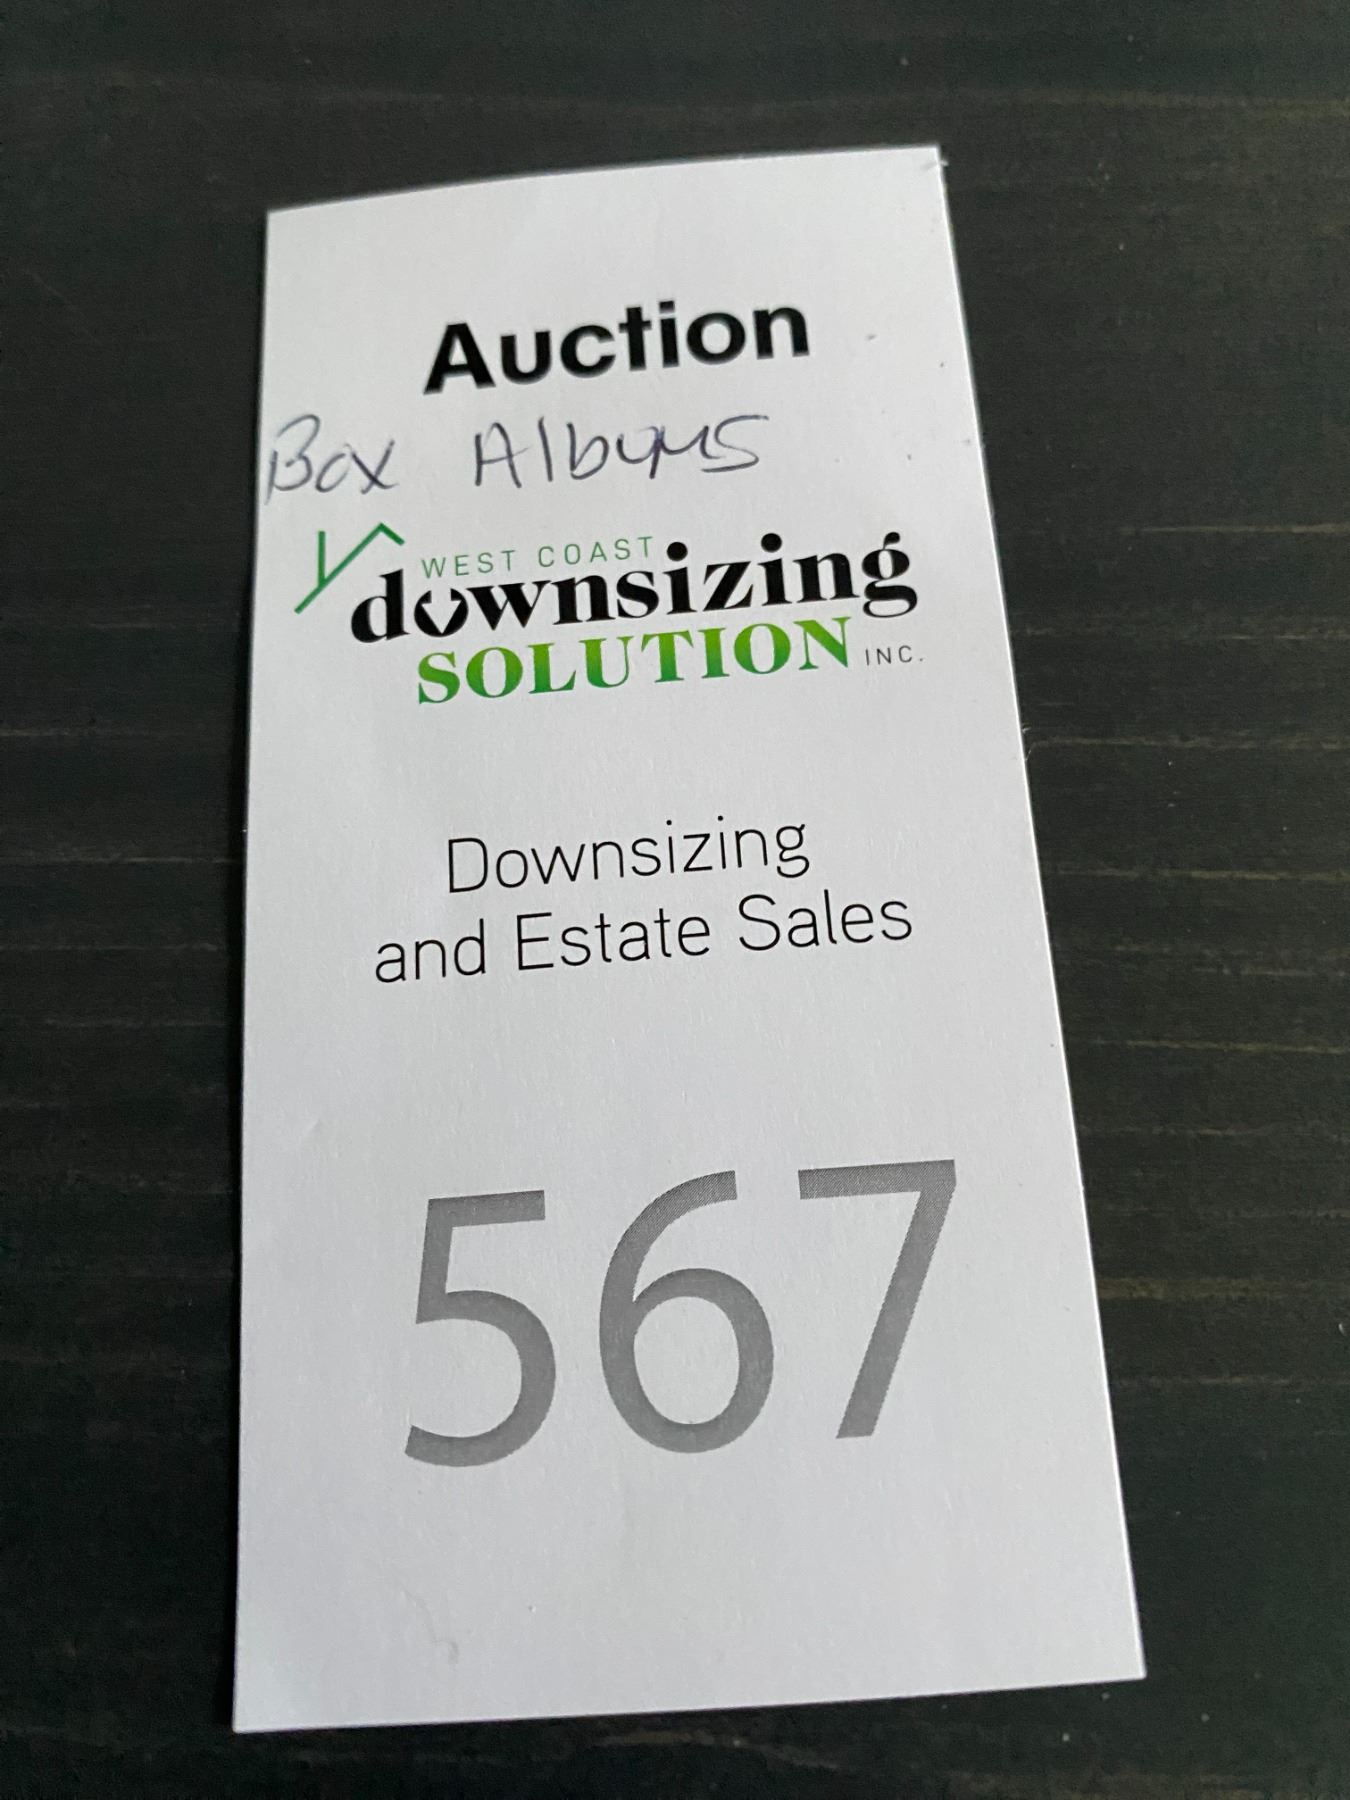 Auction
Box Albums
WEST COAST
downsizing
SOLUTION INC.
Downsizing
and Estate Sales
567